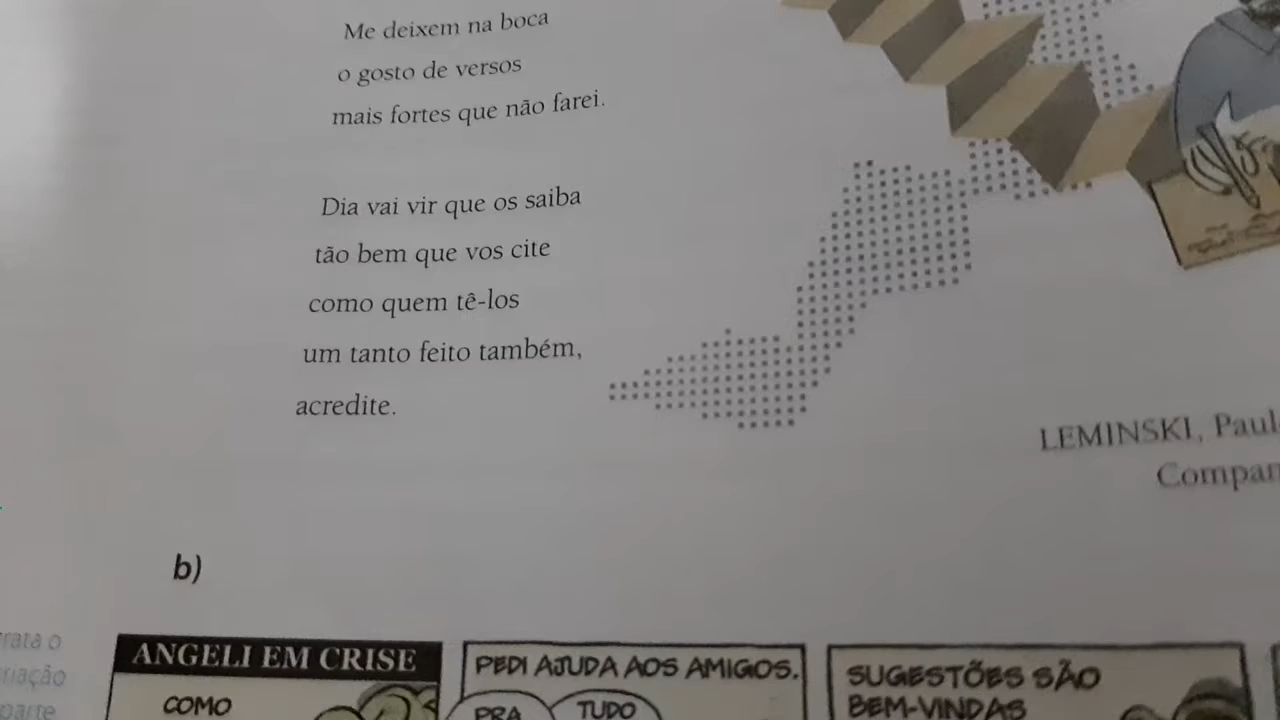 Me deixem na boca
o gosto de versos
mais fortes que não farei.
Dia vai vir que os saiba
tão bem que vos cite
como quem tê-los
um tanto feito também,
acredite.
LEMINSKI,
b)
ANGELI EM CRISE
COMO
PEDI AJUDA AOS AMIGOS.
PRA
TUDO
SUGESTÕES SÃO
BEM-VINDAS